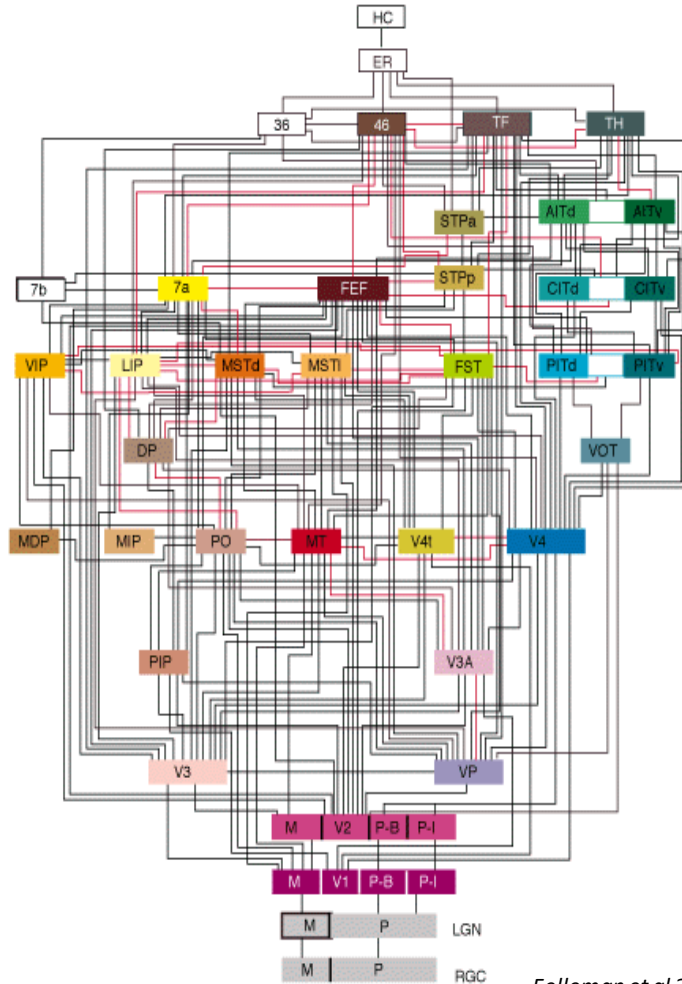 HC
ER
36 46 TF TH
STPa AITd AITv
7b 7a FEF STPp CITd CITv
VIP LIP MSTd MSTl FST PITd PITv
DP VOT
MDP MIP PO MT V4t V4
PIP V3A
V3 VP
M V2 P-B P-I
M V1 P-B P-I
M P LGN
M P RGC
et al